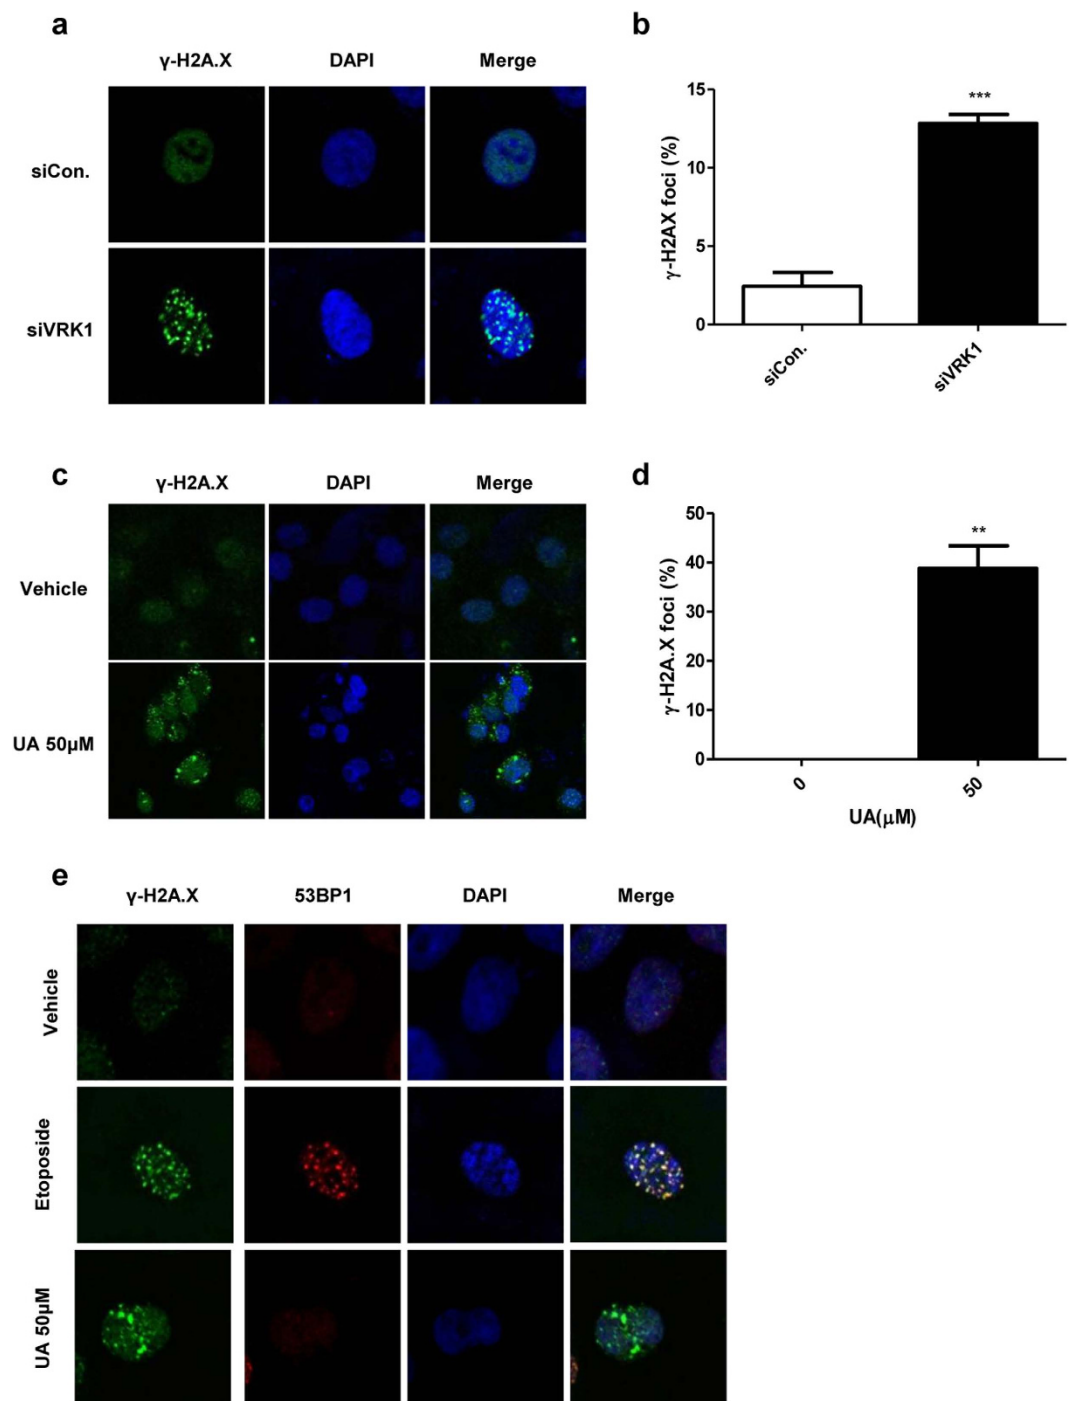 a
γ-H2A.X DAPI Merge
siCon.
siVRK1
b
γ-H2AX foci (%)
15
10
5
0
siCon. siVRK1
***
c
γ-H2A.X DAPI Merge
Vehicle
UA 50μM
d
γ-H2A.X foci (%)
50
40
30
20
10
0
**
0 50
UA(μM)
e
γ-H2A.X 53BP1 DAPI Merge
Vehicle
Etoposide
UA 50μM